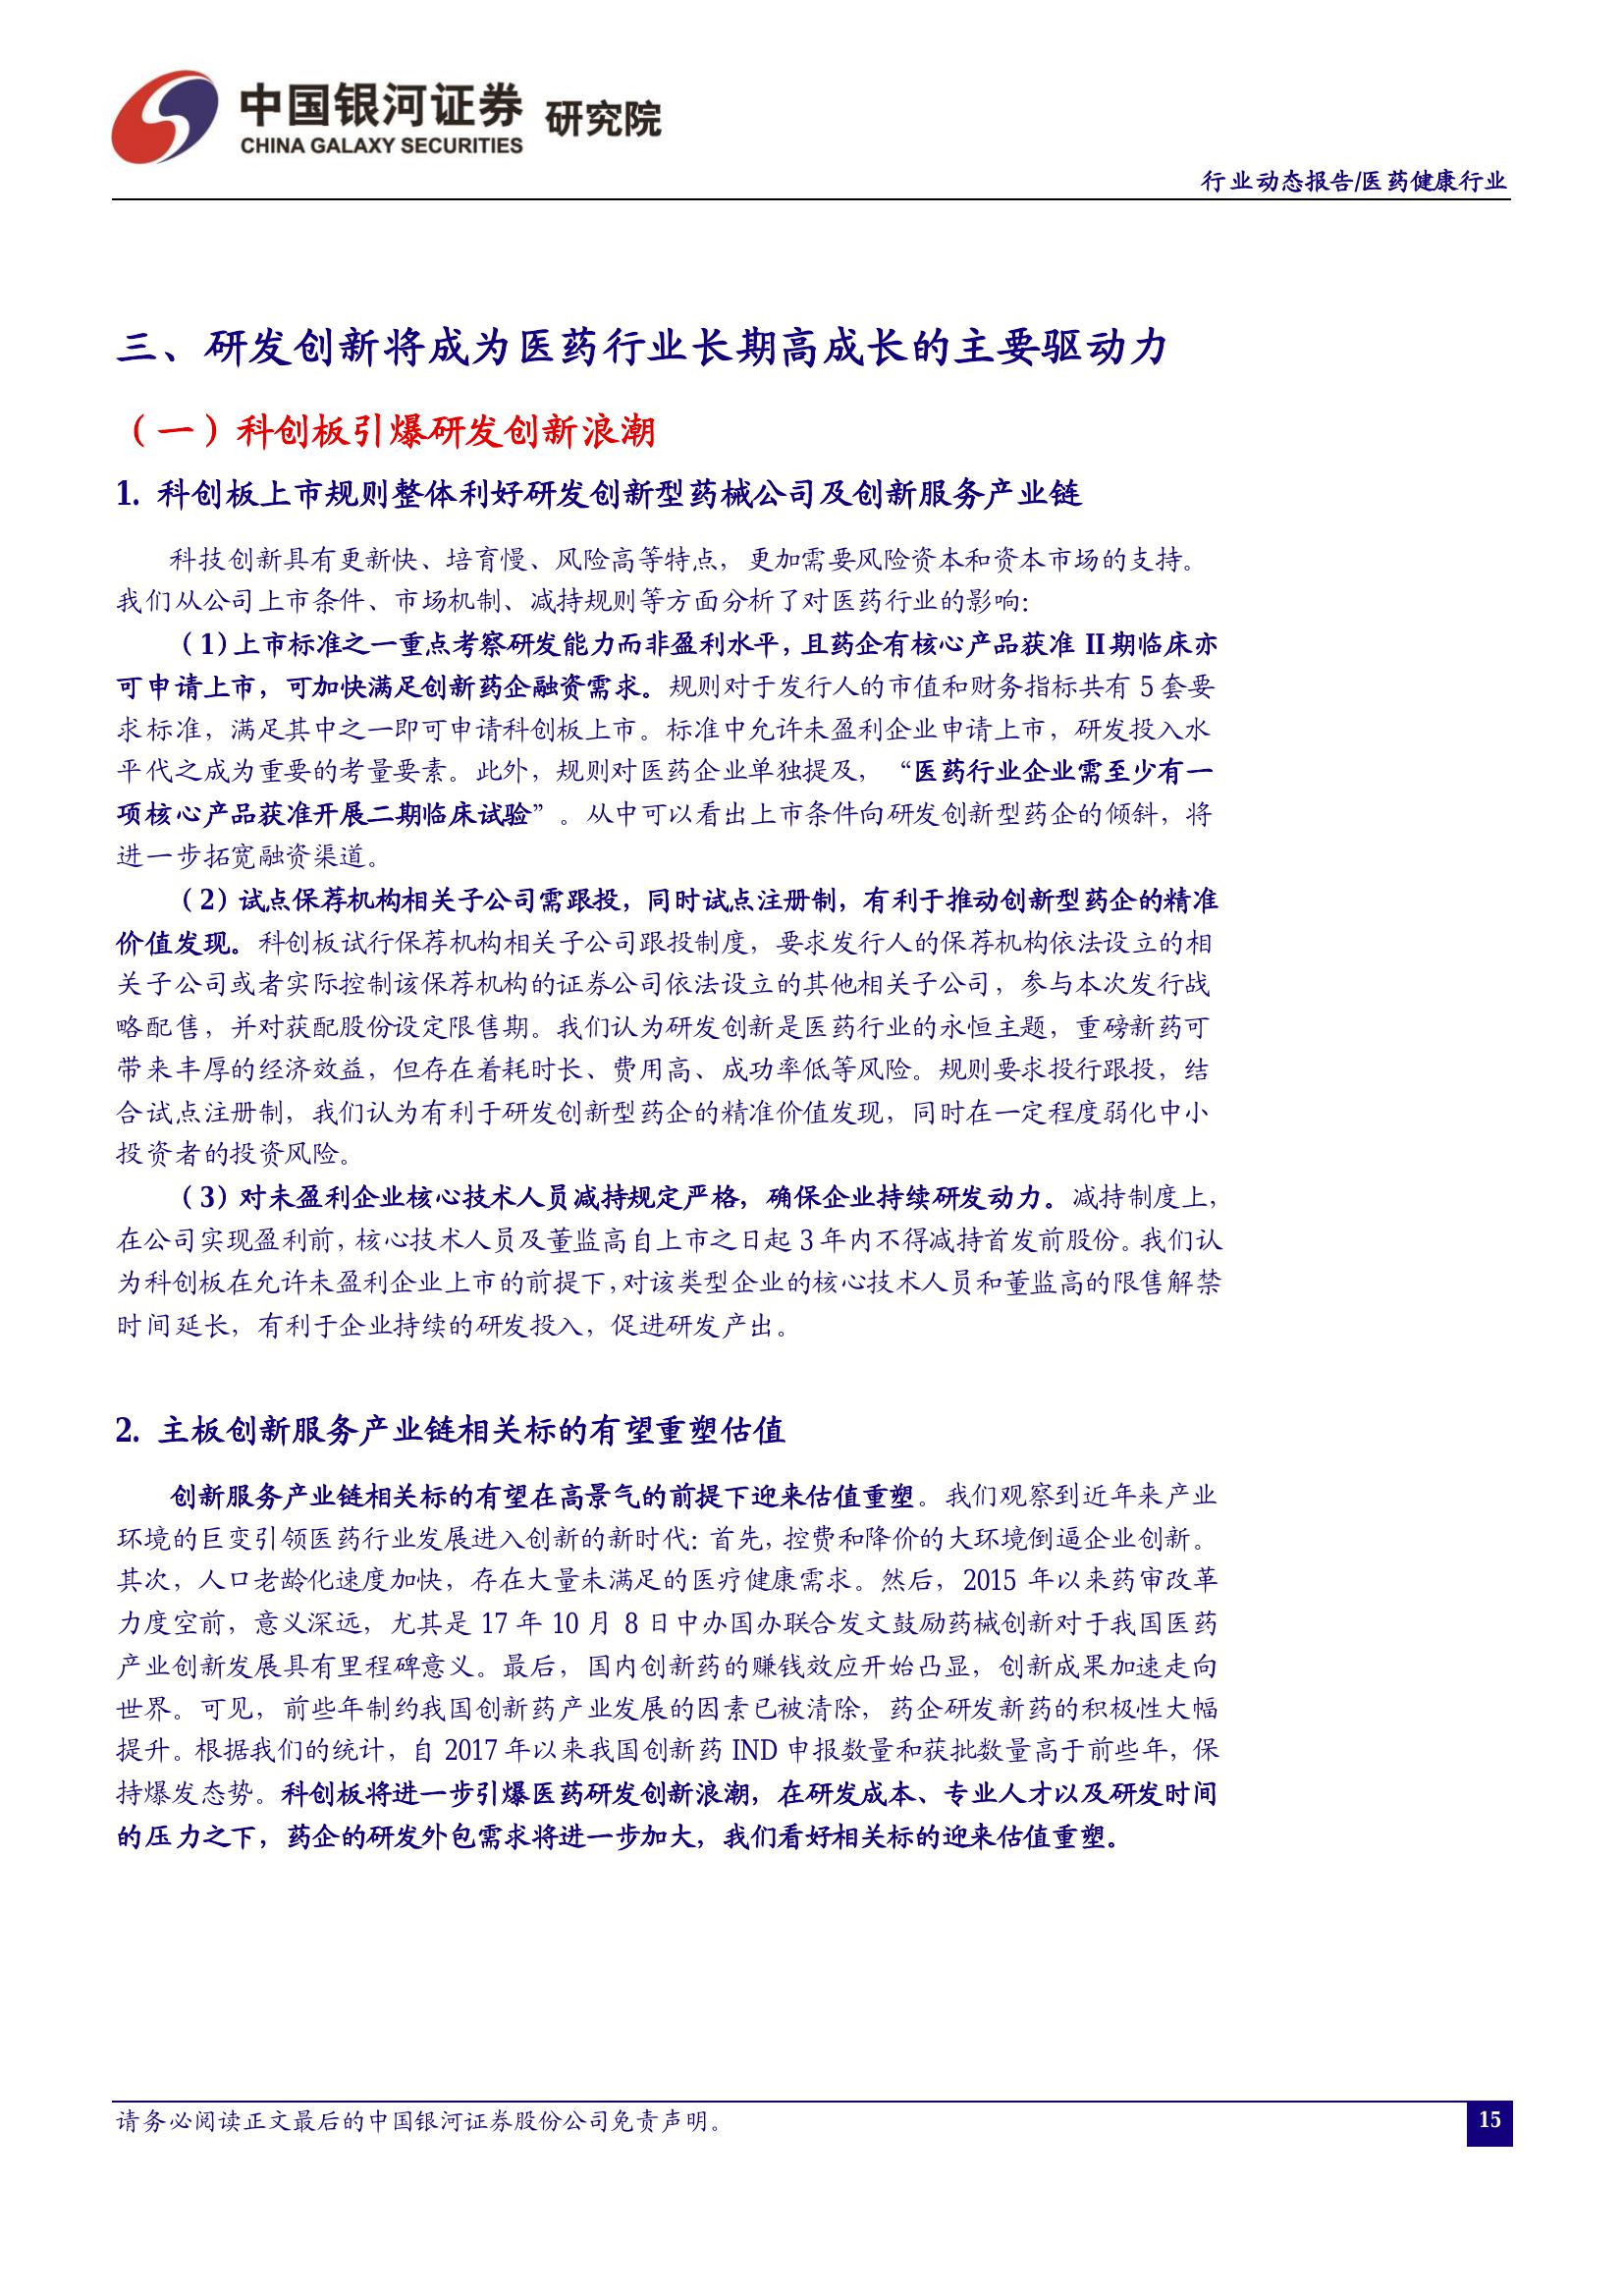 中国银河证券 研究院
CHINA GALAXY SECURITIES
行业动态报告/医药健康行业
三、研发创新将成为医药行业长期高成长的主要驱动力
（一）科创板引爆研发创新浪潮
1. 科创板上市规则整体利好研发创新型药械公司及创新服务产业链
科技创新具有更新快、培育慢、风险高等特点，更加需要风险资本和资本市场的支持。
我们从公司上市条件、市场机制、减持规则等方面分析了对医药行业的影响：
（1）上市标准之一重点考察研发能力而非盈利水平，且药企有核心产品获准 II 期临床亦
可申请上市，可加快满足创新药企融资需求。规则对于发行人的市值和财务指标共有 5 套要
求标准，满足其中之一即可申请科创板上市。标准中允许未盈利企业申请上市，研发投入水
平代之成为重要的考量要素。此外，规则对医药企业单独提及，“医药行业企业需至少有一
项核心产品获准开展二期临床试验”。从中可以看出上市条件向研发创新型药企的倾斜，将
进一步拓宽融资渠道。
（2）试点保荐机构相关子公司需跟投，同时试点注册制，有利于推动创新型药企的精准
价值发现。科创板试行保荐机构相关子公司跟投制度，要求发行人的保荐机构依法设立的相
关子公司或者实际控制该保荐机构的证券公司依法设立的其他相关子公司，参与本次发行战
略配售，并对获配股份设定限售期。我们认为研发创新是医药行业的永恒主题，重磅新药可
带来丰厚的经济效益，但存在着耗时长、费用高、成功率低等风险。规则要求投行跟投，结
合试点注册制，我们认为有利于研发创新型药企的精准价值发现，同时在一定程度弱化中小
投资者的投资风险。
（3）对未盈利企业核心技术人员减持规定严格，确保企业持续研发动力。减持制度上，
在公司实现盈利前，核心技术人员及董监高自上市之日起 3 年内不得减持首发前股份。我们认
为科创板在允许未盈利企业上市的前提下，对该类型企业的核心技术人员和董监高的限售解禁
时间延长，有利于企业持续的研发投入，促进研发产出。
2. 主板创新服务产业链相关标的有望重塑估值
创新服务产业链相关标的有望在高景气的前提下迎来估值重塑。我们观察到近年来产业
环境的巨变引领医药行业发展进入创新的新时代：首先，控费和降价的大环境倒逼企业创新。
其次，人口老龄化速度加快，存在大量未满足的医疗健康需求。然后，2015 年以来药审改革
力度空前，意义深远，尤其是 17 年 10 月 8 日中办国办联合发文鼓励药械创新对于我国医药
产业创新发展具有里程碑意义。最后，国内创新药的赚钱效应开始凸显，创新成果加速走向
世界。可见，前些年制约我国创新药产业发展的因素已被清除，药企研发新药的积极性大幅
提升。根据我们的统计，自 2017 年以来我国创新药 IND 申报数量和获批数量高于前些年，保
持爆发态势。科创板将进一步引爆医药研发创新浪潮，在研发成本、专业人才以及研发时间
的压力之下，药企的研发外包需求将进一步加大，我们看好相关标的迎来估值重塑。
请务必阅读正文最后的中国银河证券股份公司免责声明。
15